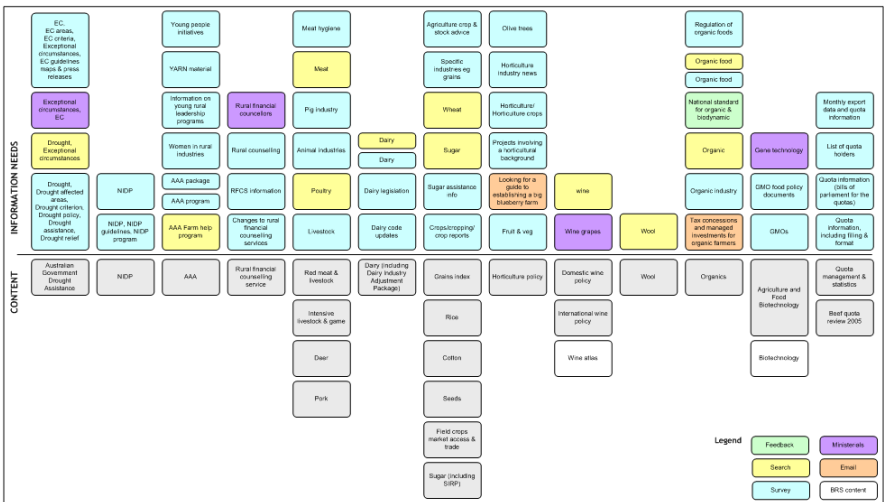 INFORMATION NEEDS
EC,
EC areas,
EC criteria,
Exceptional
circumstances,
EC guidelines
maps & press
releases
Exceptional
circumstances,
EC
Drought,
Exceptional
circumstances
Drought,
Drought affected
areas,
Drought criterion,
Drought policy,
Drought
assistance,
Drought relief
NIDP
NIDP, NIDP
guidelines, NIDP
program
Young people
initiatives
YARN material
Information on
young rural
leadership
programs
Women in rural
industries
AAA package
AAA program
AAA Farm help
program
Rural financial
councellors
Rural counselling
RFCS information
Changes to rural
financial
counselling
services
Meat hygiene
Meat
Pig industry
Animal industries
Poultry
Livestock
Dairy
Dairy
Dairy legislation
Dairy code
updates
Agriculture crop &
stock advice
Specific
industries eg
grains
Wheat
Sugar
Sugar assistance
info
Crops/cropping/
crop reports
Olive trees
Horticulture
industry news
Horticulture/
Horticulture crops
Projects involving
a horticultural
background
Looking for a
guide to
establishing a big
blueberry farm
Fruit & veg
wine
Wine grapes
Wool
Regulation of
organic foods
Organic food
Organic food
National standard
for organic &
biodynamic
Organic
Organic industry
Tax concessions
and managed
investments for
organic farmers
Gene technology
GMO food policy
documents
GMOs
Monthly export
data and quota
information
List of quota
holders
Quota information
(bills of
parliament for the
quotas)
Quota
information,
including filling &
format
CONTENT
Australian
Government
Drought
Assistance
NIDP
AAA
Rural financial
counselling
service
Red meat &
livestock
Intensive
livestock & game
Deer
Pork
Dairy (including
Dairy Industry
Adjustment
Package)
Grains index
Rice
Cotton
Seeds
Field crops
market access &
trade
Sugar (including
SIRP)
Horticulture policy
Domestic wine
policy
International wine
policy
Wine atlas
Wool
Organics
Agriculture and
Food
Biotechnology
Biotechnology
Quota
management &
statistics
Beef quota
review 2005
Legend
Feedback
Ministerials
Search
Email
Survey
BRS content